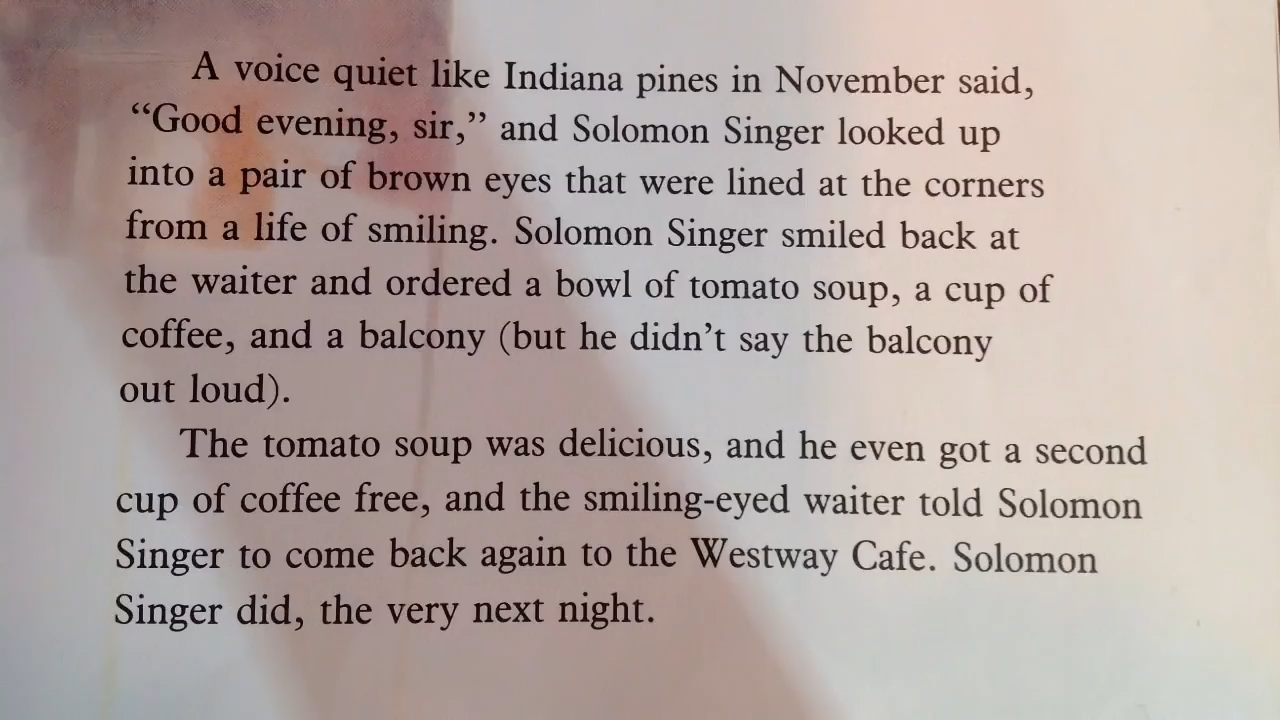 A voice quiet like Indiana pines in November said,
“Good evening, sir,” and Solomon Singer looked up
into a pair of brown eyes that were lined at the corners
from a life of smiling. Solomon Singer smiled back at
the waiter and ordered a bowl of tomato soup, a cup of
coffee, and a balcony (but he didn’t say the balcony
out loud).
The tomato soup was delicious, and he even got a second
cup of coffee free, and the smiling-eyed waiter told Solomon
Singer to come back again to the Westway Cafe. Solomon
Singer did, the very next night.